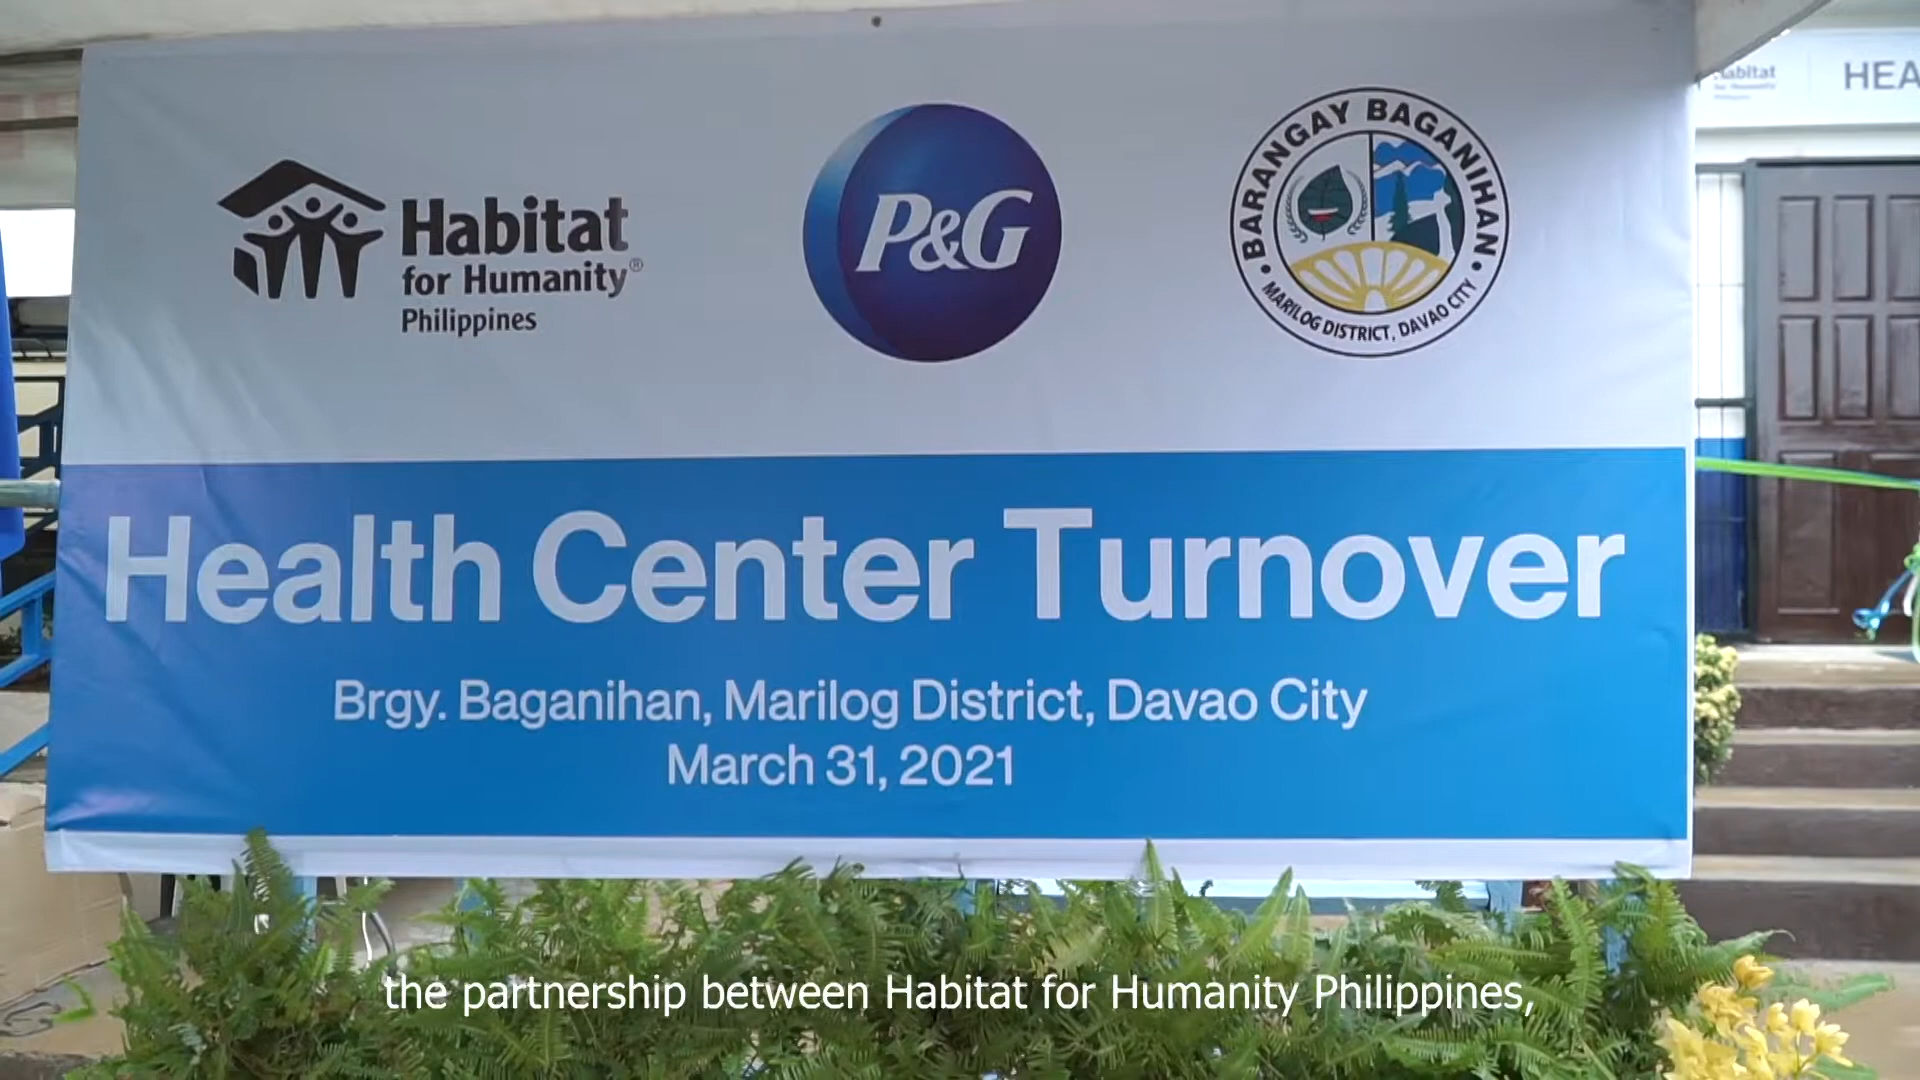 Habitat
for Humanity®
Philippines
P&G
BARANGAY BAGANIHAN
MARILOG DISTRICT, DAVAO CITY
Habitat
HEA
Health Center Turnover
Brgy. Baganihan, Marilog District, Davao City
March 31, 2021
the partnership between Habitat for Humanity Philippines,